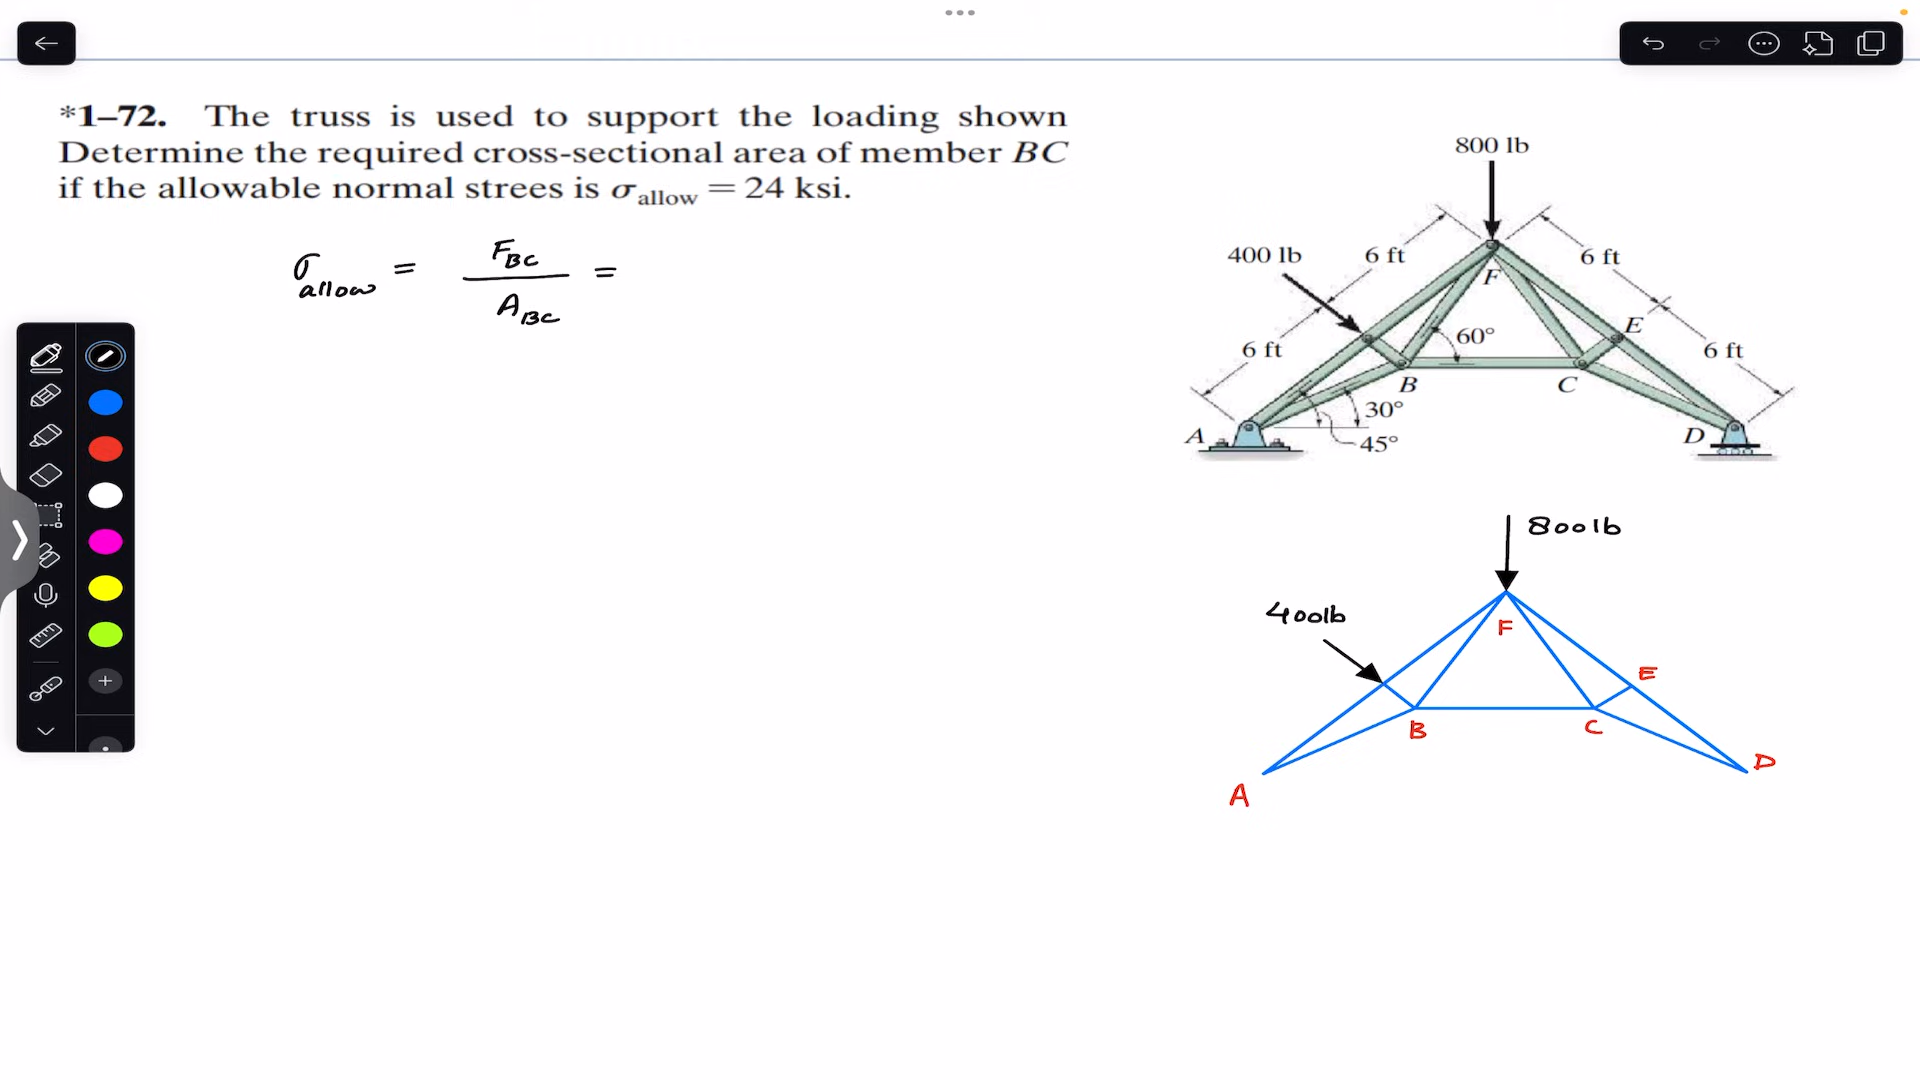 *1–72. The truss is used to support the loading shown
Determine the required cross-sectional area of member BC
if the allowable normal strees is σallow = 24 ksi.
σallow = FBC / ABC =
800 lb
400 lb
6 ft
6 ft
F
E
60°
6 ft
6 ft
B
C
30°
A
45°
D
800lb
400lb
F
E
B
C
D
A